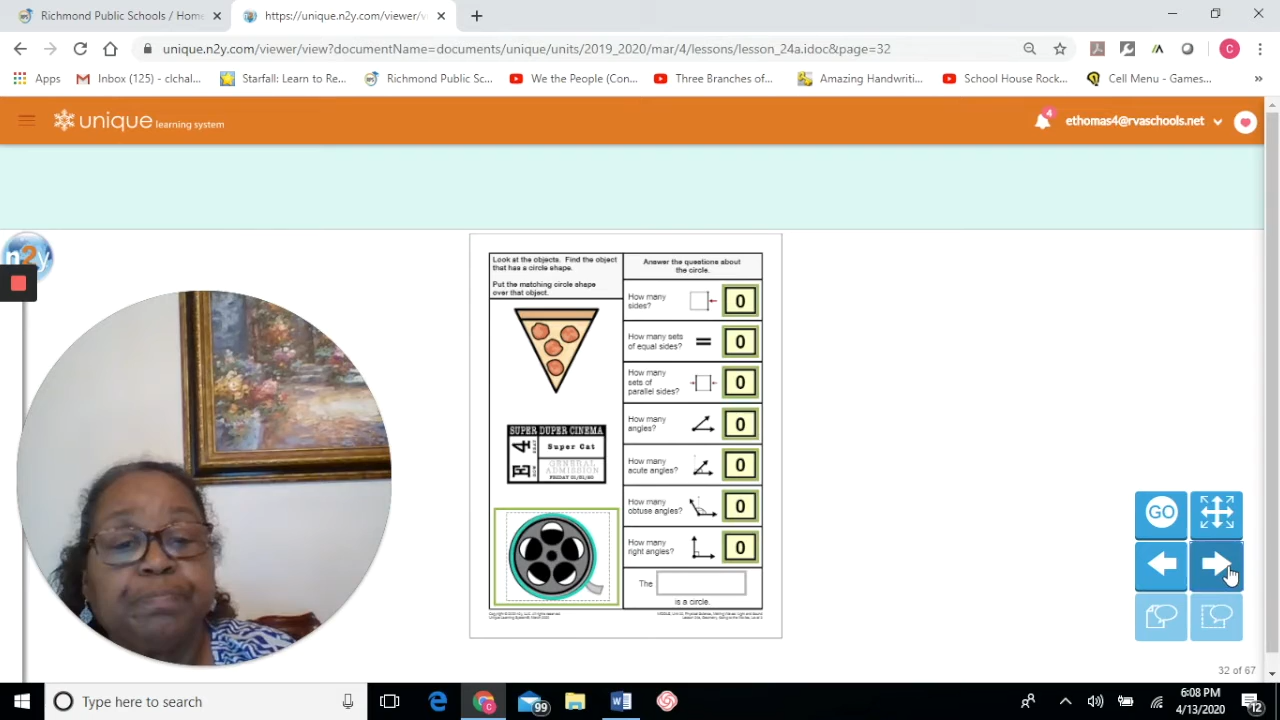 Richmond Public Schools / Home
https://unique.n2y.com/viewer/v
unique.n2y.com/viewer/view?documentName=documents/unique/units/2019_2020/mar/4/lessons/lesson_24a.idoc&page=32
C
Apps
Inbox (125) - clchal...
Starfall: Learn to Re...
Richmond Public Sc...
We the People (Con...
Three Branches of...
Amazing Handwriti...
School House Rock...
Cell Menu - Games...
»
unique learning system
4
ethomas4@rvaschools.net
n2y
Look at the objects. Find the object
that has a circle shape.
Put the matching circle shape
over that object.
Answer the questions about
the circle.
How many
sides?
0
How many sets
of equal sides?
=
0
How many
sets of
parallel sides?
0
How many
angles?
0
How many
acute angles?
0
How many
obtuse angles?
0
How many
right angles?
0
The
is a circle.
SUPER DUPER CINEMA
E 4
ROW
SEAT
Super Cat
GENERAL
ADMISSION
GO
32 of 67
Type here to search
99
6:08 PM
4/13/2020
12